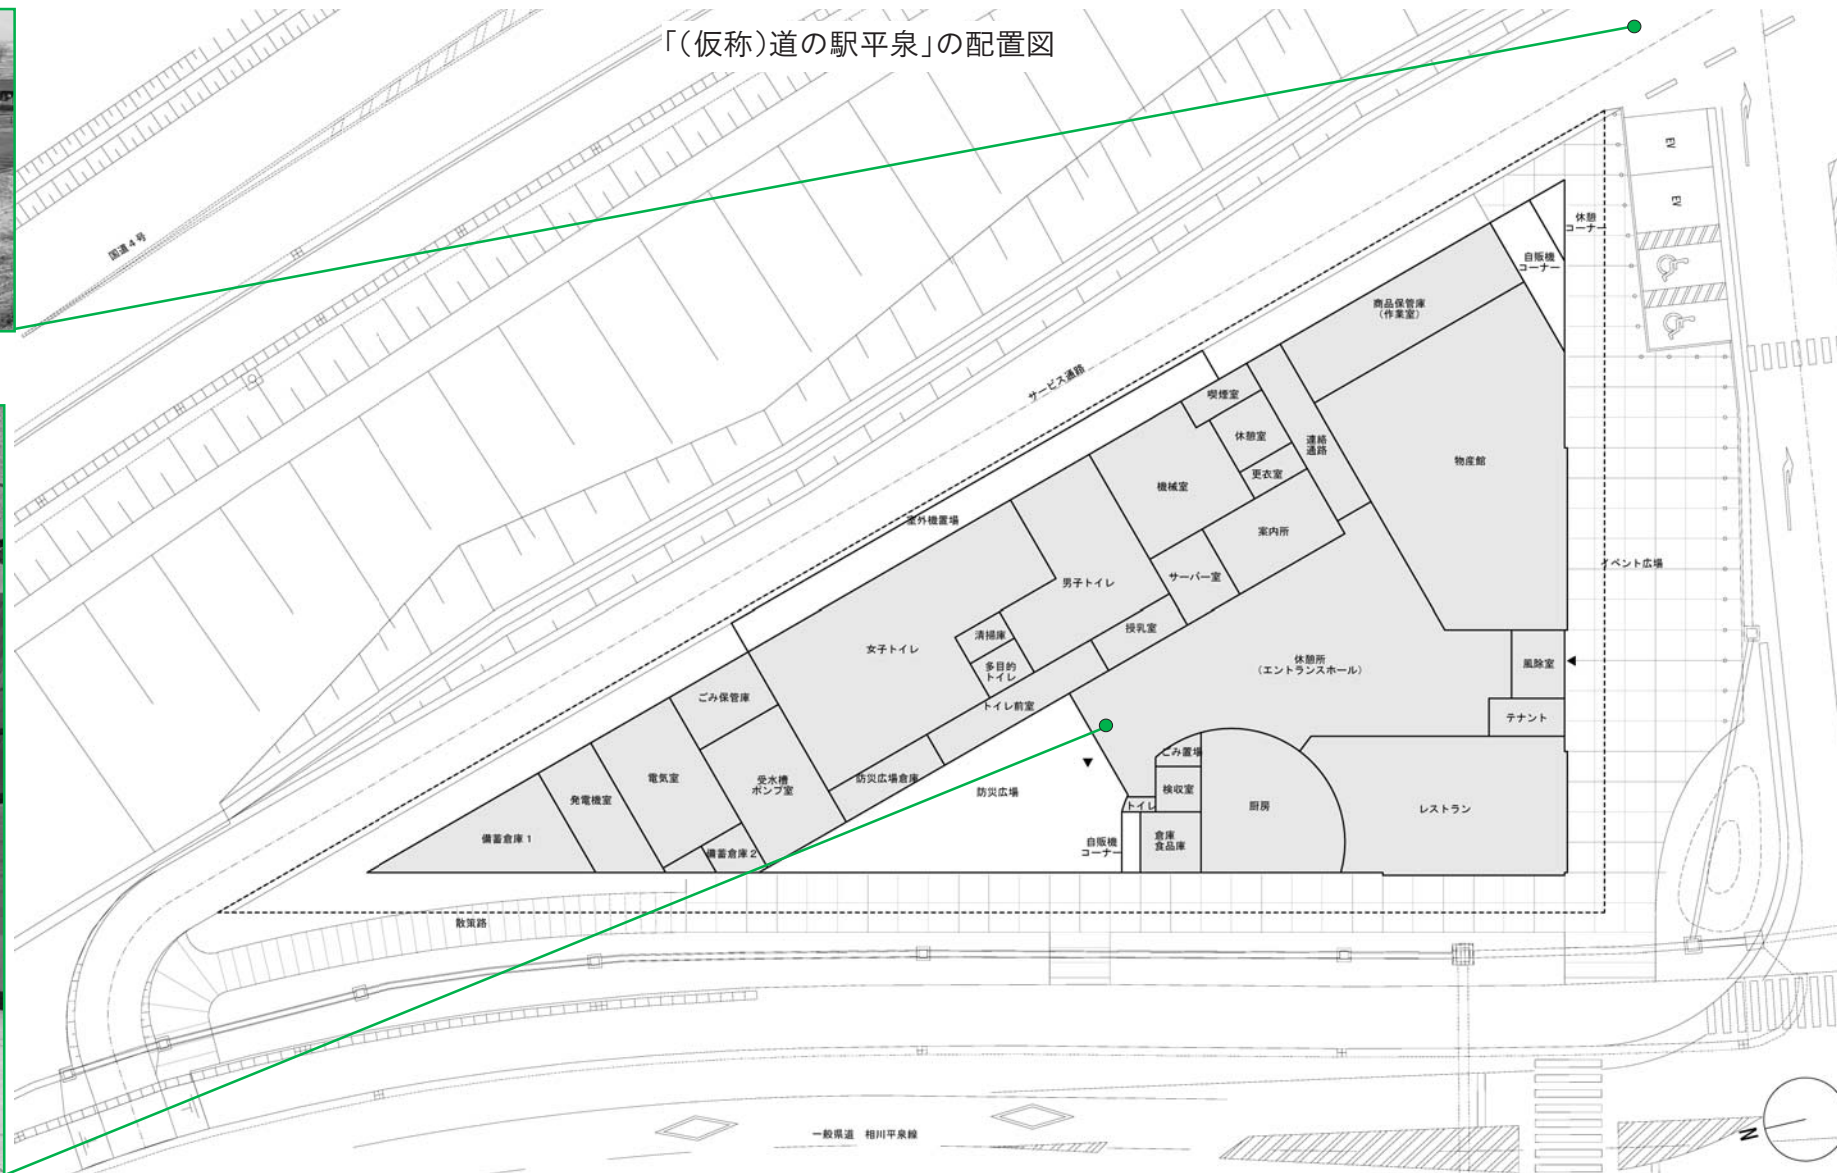 「(仮称)道の駅平泉」の配置図
国道4号
EV
EV
休憩
コーナー
自販機
コーナー
商品保管庫
(作業室)
サービス通路
喫煙室
休憩室
連絡
通路
更衣室
物産館
機械室
室外機置場
案内所
イベント広場
サーバー室
男子トイレ
授乳室
清掃庫
女子トイレ
多目的
トイレ
休憩所
(エントランスホール)
風除室
ごみ保管庫
トイレ前室
テナント
ごみ置場
電気室
受水槽
ポンプ室
防災広場倉庫
防災広場
検収室
発電機室
トイレ
厨房
レストラン
備蓄倉庫1
備蓄倉庫2
自販機
コーナー
倉庫
食品庫
散策路
一般県道 相川平泉線
N